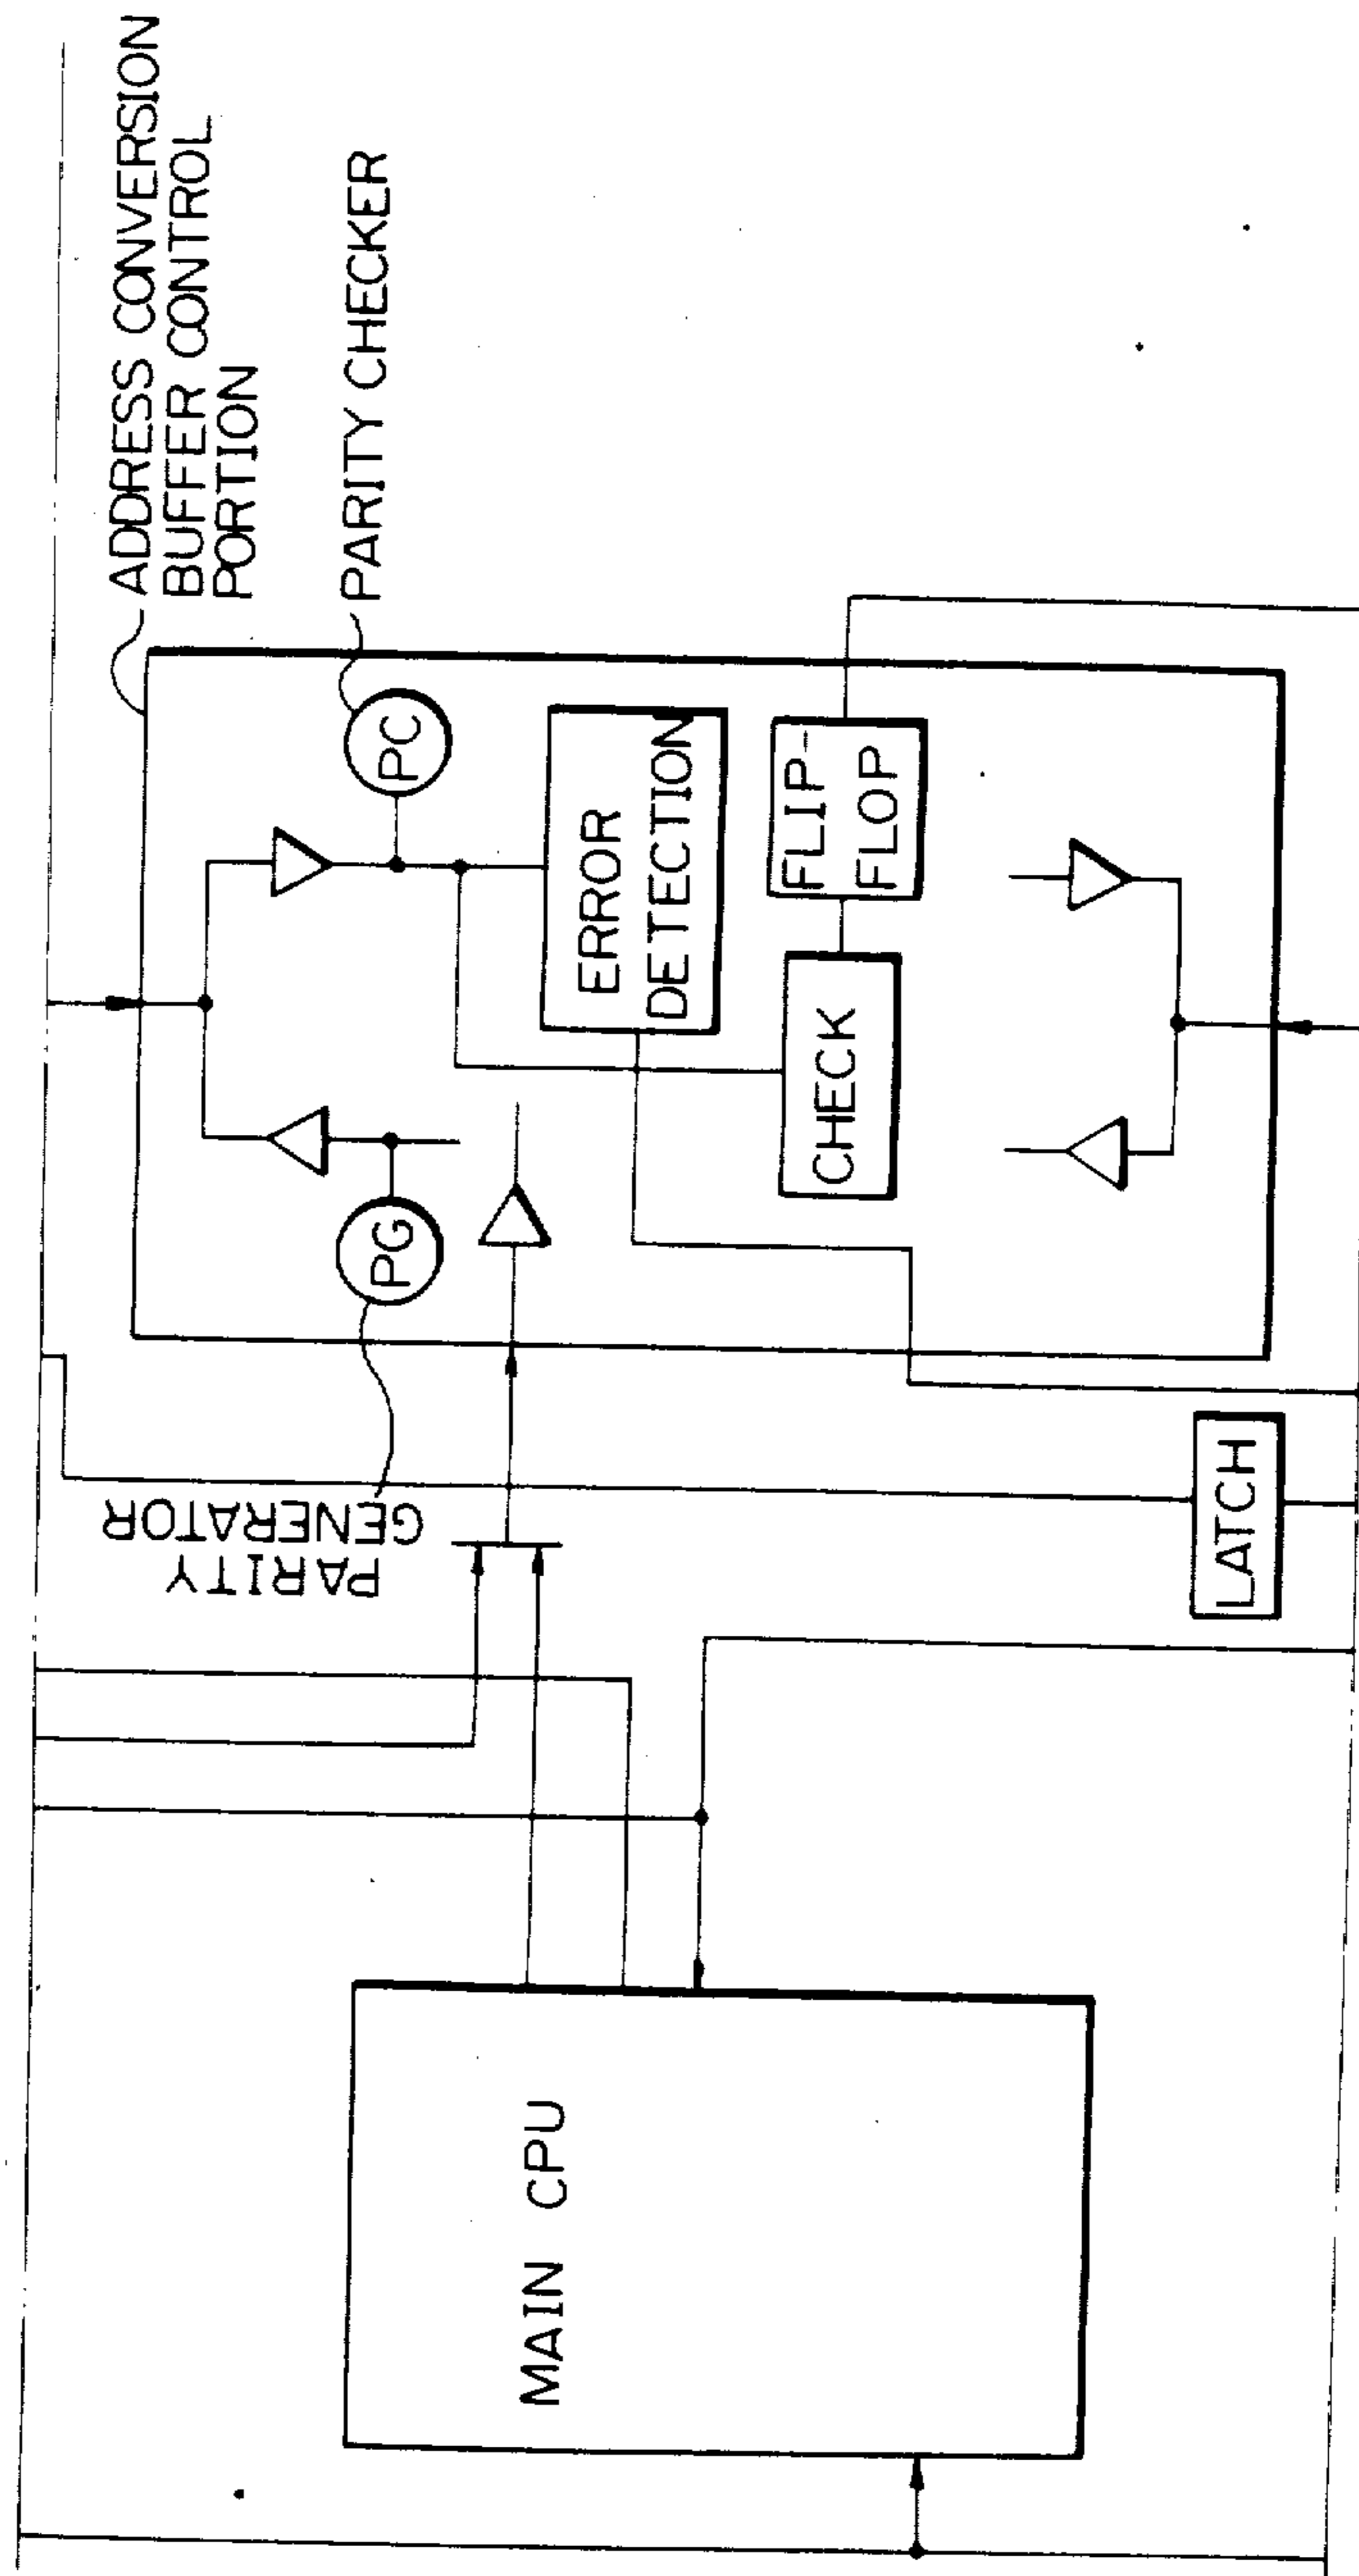 ADDRESS CONVERSION
BUFFER CONTROL
PORTION
PARITY CHECKER
PC
PG
PARITY
GENERATOR
ERROR
DETECTION
FLIP-
FLOP
CHECK
LATCH
MAIN CPU